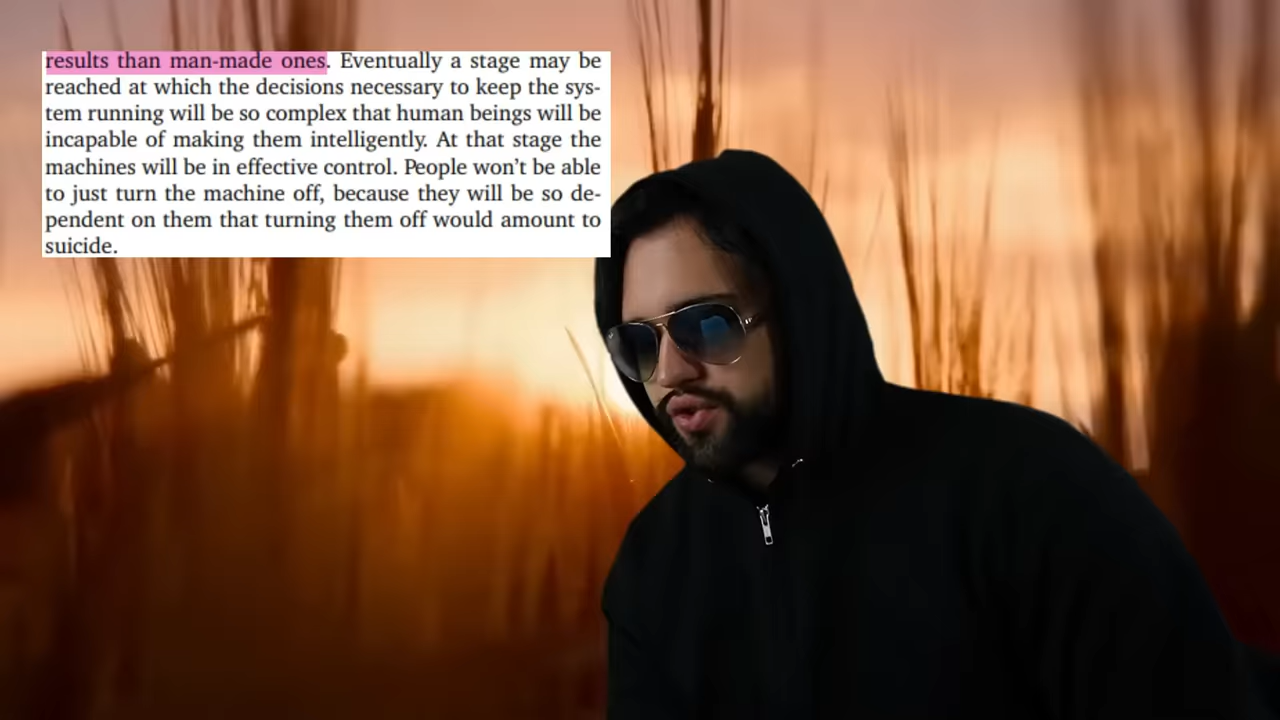 results than man-made ones. Eventually a stage may be
reached at which the decisions necessary to keep the sys-
tem running will be so complex that human beings will be
incapable of making them intelligently. At that stage the
machines will be in effective control. People won’t be able
to just turn the machine off, because they will be so de-
pendent on them that turning them off would amount to
suicide.